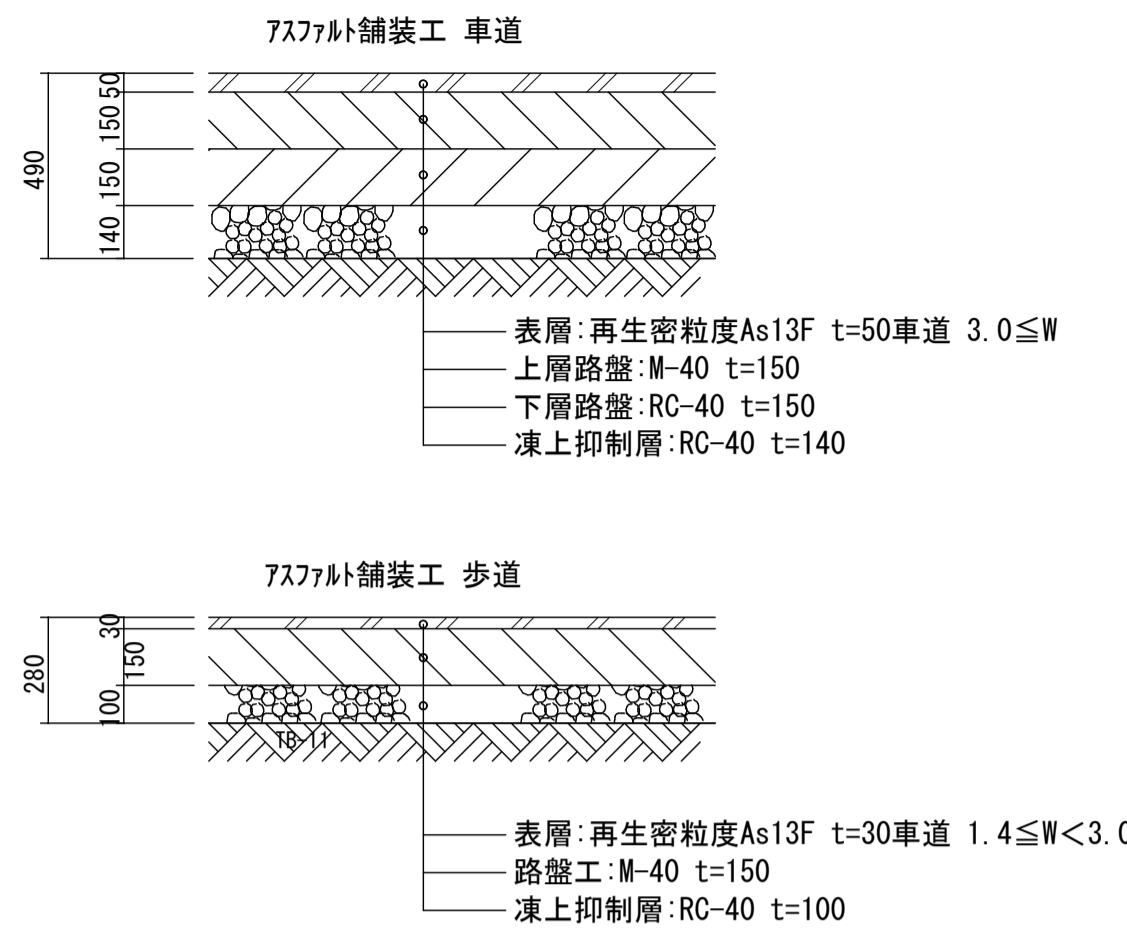 ｱｽﾌｧﾙﾄ舗装工 車道
490
50
150
150
140
表層:再生密粒度As13F t=50車道 3.0≦W
上層路盤:M-40 t=150
下層路盤:RC-40 t=150
凍上抑制層:RC-40 t=140
ｱｽﾌｧﾙﾄ舗装工 歩道
280
30
150
100
TB-11
表層:再生密粒度As13F t=30車道 1.4≦W<3.0
路盤工:M-40 t=150
凍上抑制層:RC-40 t=100